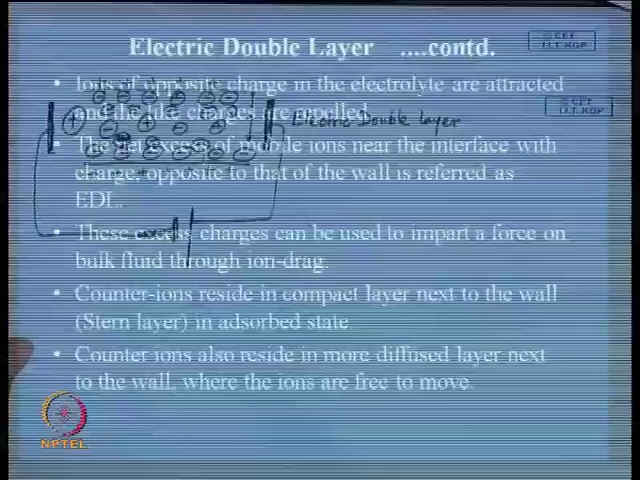 Electric Double Layer ....contd.
© CET
I.I.T. KGP
Ions of opposite charge in the electrolyte are attracted
and the like charges are repelled.
© CET
I.I.T. KGP
Electric Double layer
The net excess of mobile ions near the interface with
charge, opposite to that of the wall is referred as
EDL.
These excess charges can be used to impart a force on
bulk fluid through ion-drag.
Counter-ions reside in compact layer next to the wall
(Stern layer) in adsorbed state.
Counter ions also reside in more diffused layer next
to the wall, where the ions are free to move.
NPTEL